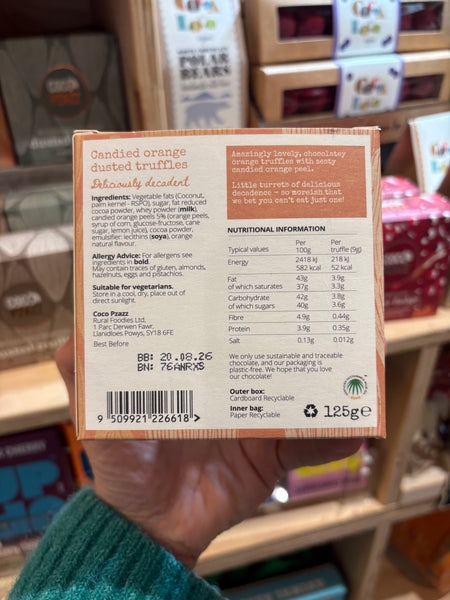 COCO
COCO
LOCO
POLAR
BEARS
Candied orange
dusted truffles
Deliciously decadent
Ingredients: Vegetable fats (Coconut,
palm kernel - RSPO), sugar, fat reduced
cocoa powder, whey powder (milk),
candied orange peels 5% (orange peels,
syrup of corn, glucose-fructose, cane
sugar, lemon juice), cocoa powder,
emulsifier: lecithins (soya), orange
natural flavour.
Allergy Advice: For allergens see
ingredients in bold.
May contain traces of gluten, almonds,
hazelnuts, eggs and pistachios.
Suitable for vegetarians.
Store in a cool, dry, place out of
direct sunlight.
Coco Pzazz
Rural Foodies Ltd,
1 Parc Derwen Fawr,
Llanidloes Powys, SY18 6FE
Best Before
BB: 20.08.26
BN: 76ANRXS
9 509921 226618 >
Amazingly lovely, chocolatey
orange truffles with zesty
candied orange peel.
Little turrets of delicious
decadence - so moreish that
we bet you can't eat just one!
NUTRITIONAL INFORMATION
Typical values Per 100g Per truffle (9g)
Energy 2418 kJ 218 kJ
582 kcal 52 kcal
Fat 43g 3.9g
of which saturates 37g 3.3g
Carbohydrate 42g 3.8g
of which sugars 40g 3.6g
Fibre 4.9g 0.44g
Protein 3.9g 0.35g
Salt 0.13g 0.012g
We only use sustainable and traceable
chocolate, and our packaging is
plastic free. We hope that you love
our chocolate!
Outer box:
Cardboard Recyclable
Inner bag:
Paper Recyclable
125g e